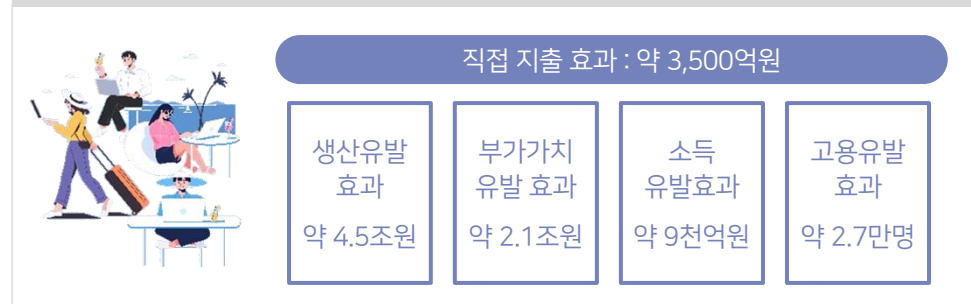 직접 지출 효과 : 약 3,500억원
생산유발
효과
약 4.5조원
부가가치
유발 효과
약 2.1조원
소득
유발효과
약 9천억원
고용유발
효과
약 2.7만명